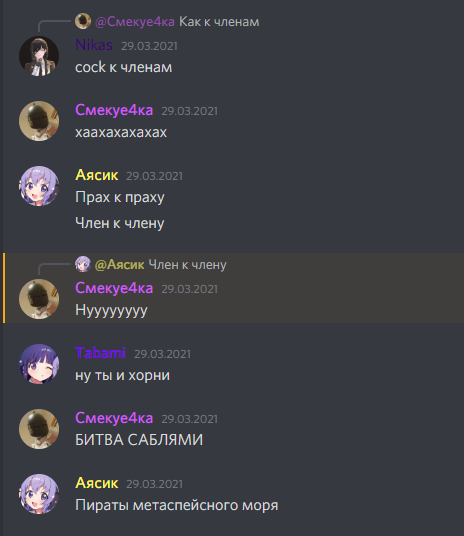 @Смекуе4ка Как к членам
Nikas 29.03.2021
cock к членам
Смекуе4ка 29.03.2021
хаахахахахах
Аясик 29.03.2021
Прах к праху
Член к члену
@Аясик Член к члену
Смекуе4ка 29.03.2021
Нуууууууу
Tabami 29.03.2021
ну ты и хорни
Смекуе4ка 29.03.2021
БИТВА САБЛЯМИ
Аясик 29.03.2021
Пираты метаспейсного моря